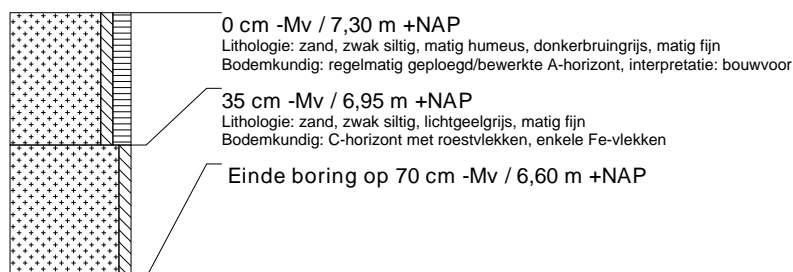 0 cm -Mv / 7,30 m +NAP
Lithologie: zand, zwak siltig, matig humeus, donkerbruingrijs, matig fijn
Bodemkundig: regelmatig geploegd/bewerkte A-horizont, interpretatie: bouwvoor
35 cm -Mv / 6,95 m +NAP
Lithologie: zand, zwak siltig, lichtgeelgrijs, matig fijn
Bodemkundig: C-horizont met roestvlekken, enkele Fe-vlekken
Einde boring op 70 cm -Mv / 6,60 m +NAP